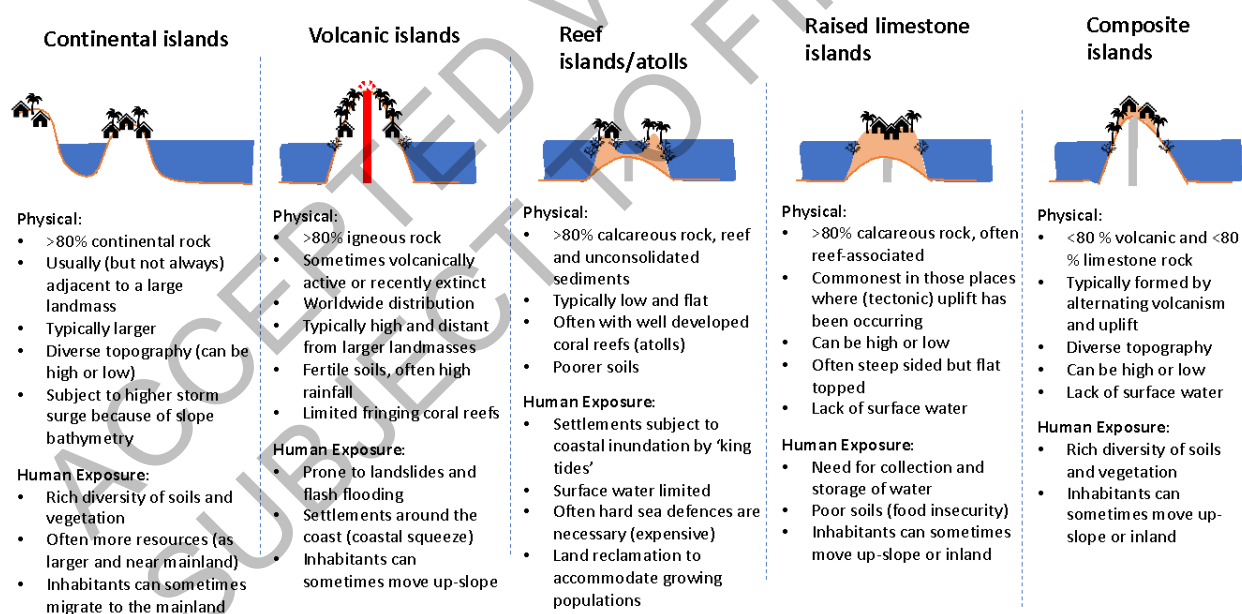 Continental islands
Physical:
• >80% continental rock
• Usually (but not always)
adjacent to a large
landmass
• Typically larger
• Diverse topography (can be
high or low)
• Subject to higher storm
surge because of slope
bathymetry
Human Exposure:
• Rich diversity of soils and
vegetation
• Often more resources (as
larger and near mainland)
• Inhabitants can sometimes
migrate to the mainland
Volcanic islands
Physical:
• >80% igneous rock
• Sometimes volcanically
active or recently extinct
• Worldwide distribution
• Typically high and distant
from larger landmasses
• Fertile soils, often high
rainfall
• Limited fringing coral reefs
Human Exposure:
• Prone to landslides and
flash flooding
• Settlements around the
coast (coastal squeeze)
• Inhabitants can
sometimes move up-slope
Reef
islands/atolls
Physical:
• >80% calcareous rock, reef
and unconsolidated
sediments
• Typically low and flat
• Often with well developed
coral reefs (atolls)
• Poorer soils
Human Exposure:
• Settlements subject to
coastal inundation by ‘king
tides’
• Surface water limited
• Often hard sea defences are
necessary (expensive)
• Land reclamation to
accommodate growing
populations
Raised limestone
islands
Physical:
• >80% calcareous rock, often
reef-associated
• Commonest in those places
where (tectonic) uplift has
been occurring
• Can be high or low
• Often steep sided but flat
topped
• Lack of surface water
Human Exposure:
• Need for collection and
storage of water
• Poor soils (food insecurity)
• Inhabitants can sometimes
move up-slope or inland
Composite
islands
Physical:
• <80 % volcanic and <80
% limestone rock
• Typically formed by
alternating volcanism
and uplift
• Diverse topography
• Can be high or low
• Lack of surface water
Human Exposure:
• Rich diversity of soils
and vegetation
• Inhabitants can
sometimes move up-
slope or inland
ACCEPTED V
SUBJECT TO FI